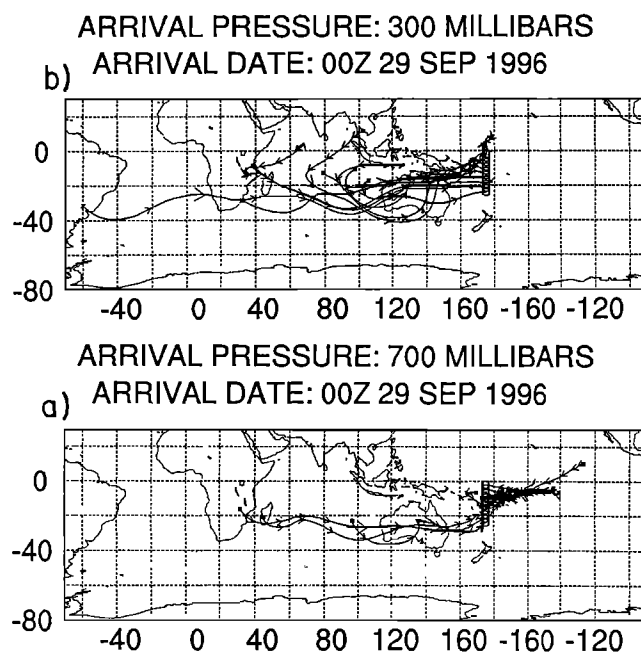 ARRIVAL PRESSURE: 300 MILLIBARS
ARRIVAL DATE: 00Z 29 SEP 1996
b)
0
-40
-80
-40 0 40 80 120 160 -160 -120
ARRIVAL PRESSURE: 700 MILLIBARS
ARRIVAL DATE: 00Z 29 SEP 1996
a)
0
-40
-80
-40 0 40 80 120 160 -160 -120